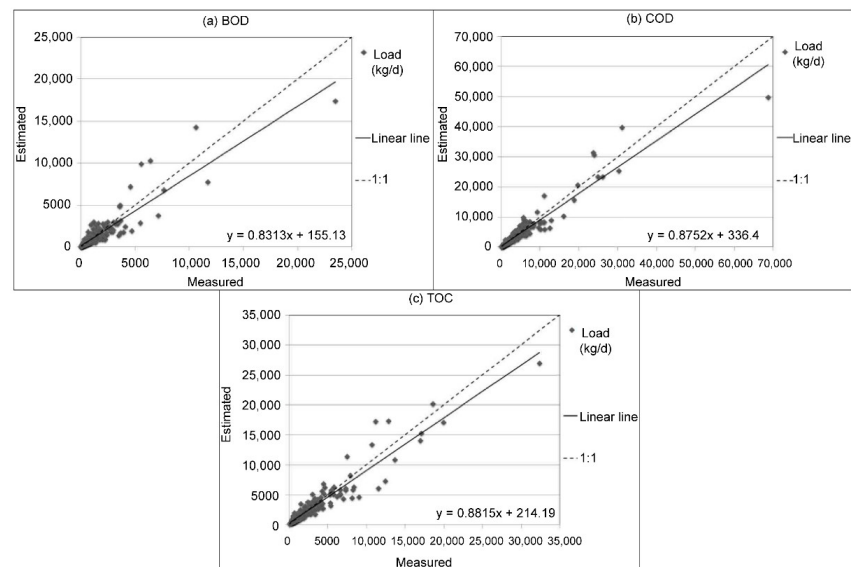 (a) BOD
25,000
20,000
15,000
10,000
5000
0
Estimated
0 5000 10,000 15,000 20,000 25,000
Measured
y = 0.8313x + 155.13
Load
(kg/d)
Linear line
1:1
(b) COD
70,000
60,000
50,000
40,000
30,000
20,000
10,000
0
Estimated
0 10,000 20,000 30,000 40,000 50,000 60,000 70,000
Measured
y = 0.8752x + 336.4
Load
(kg/d)
Linear line
1:1
(c) TOC
35,000
30,000
25,000
20,000
15,000
10,000
5000
0
Estimated
0 5000 10,000 15,000 20,000 25,000 30,000 35,000
Measured
y = 0.8815x + 214.19
Load
(kg/d)
Linear line
1:1